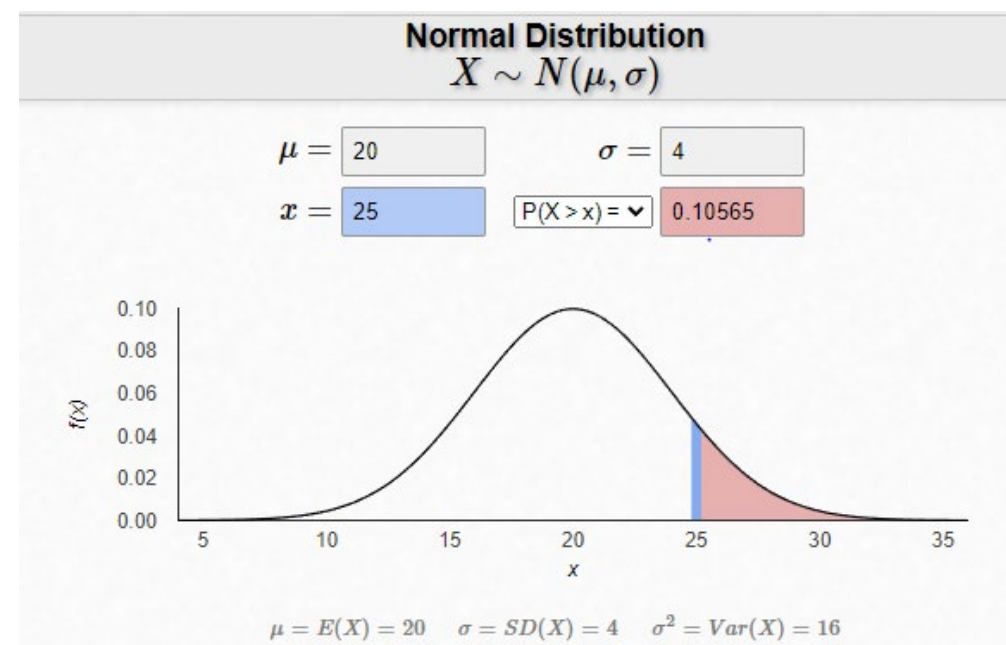 Normal Distribution
X ∼ N(μ, σ)
μ = 20 σ = 4
x = 25 P(X > x) = 0.10565
0.10
0.08
0.06
0.04
0.02
0.00
f(x)
5 10 15 20 25 30 35
x
μ = E(X) = 20 σ = SD(X) = 4 σ² = Var(X) = 16